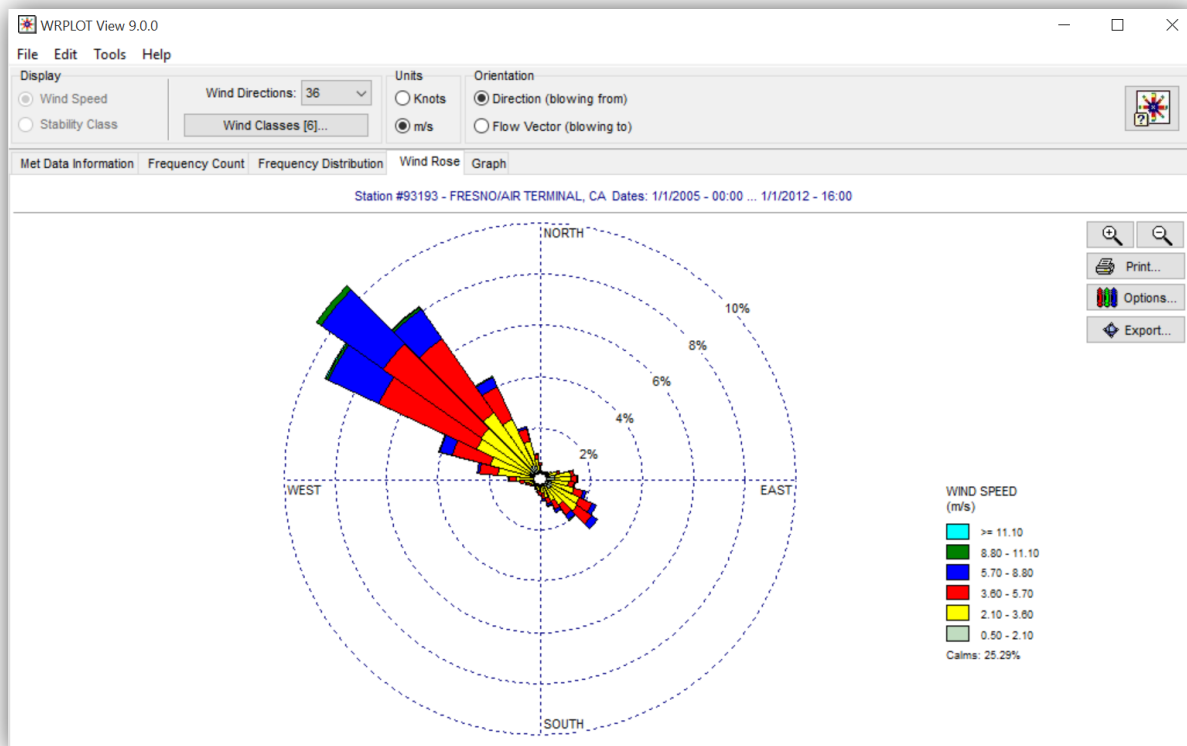 WRPLOT View 9.0.0
File Edit Tools Help
Display
Wind Speed
Stability Class
Wind Directions: 36
Wind Classes [6]...
Units
Knots
m/s
Orientation
Direction (blowing from)
Flow Vector (blowing to)
?
Met Data Information Frequency Count Frequency Distribution Wind Rose Graph
Station #93193 - FRESNO/AIR TERMINAL, CA Dates: 1/1/2005 - 00:00 ... 1/1/2012 - 16:00
Print...
Options...
Export...
NORTH
10%
8%
6%
4%
2%
WEST
EAST
SOUTH
WIND SPEED
(m/s)
>= 11.10
8.80 - 11.10
5.70 - 8.80
3.60 - 5.70
2.10 - 3.60
0.50 - 2.10
Calms: 25.29%